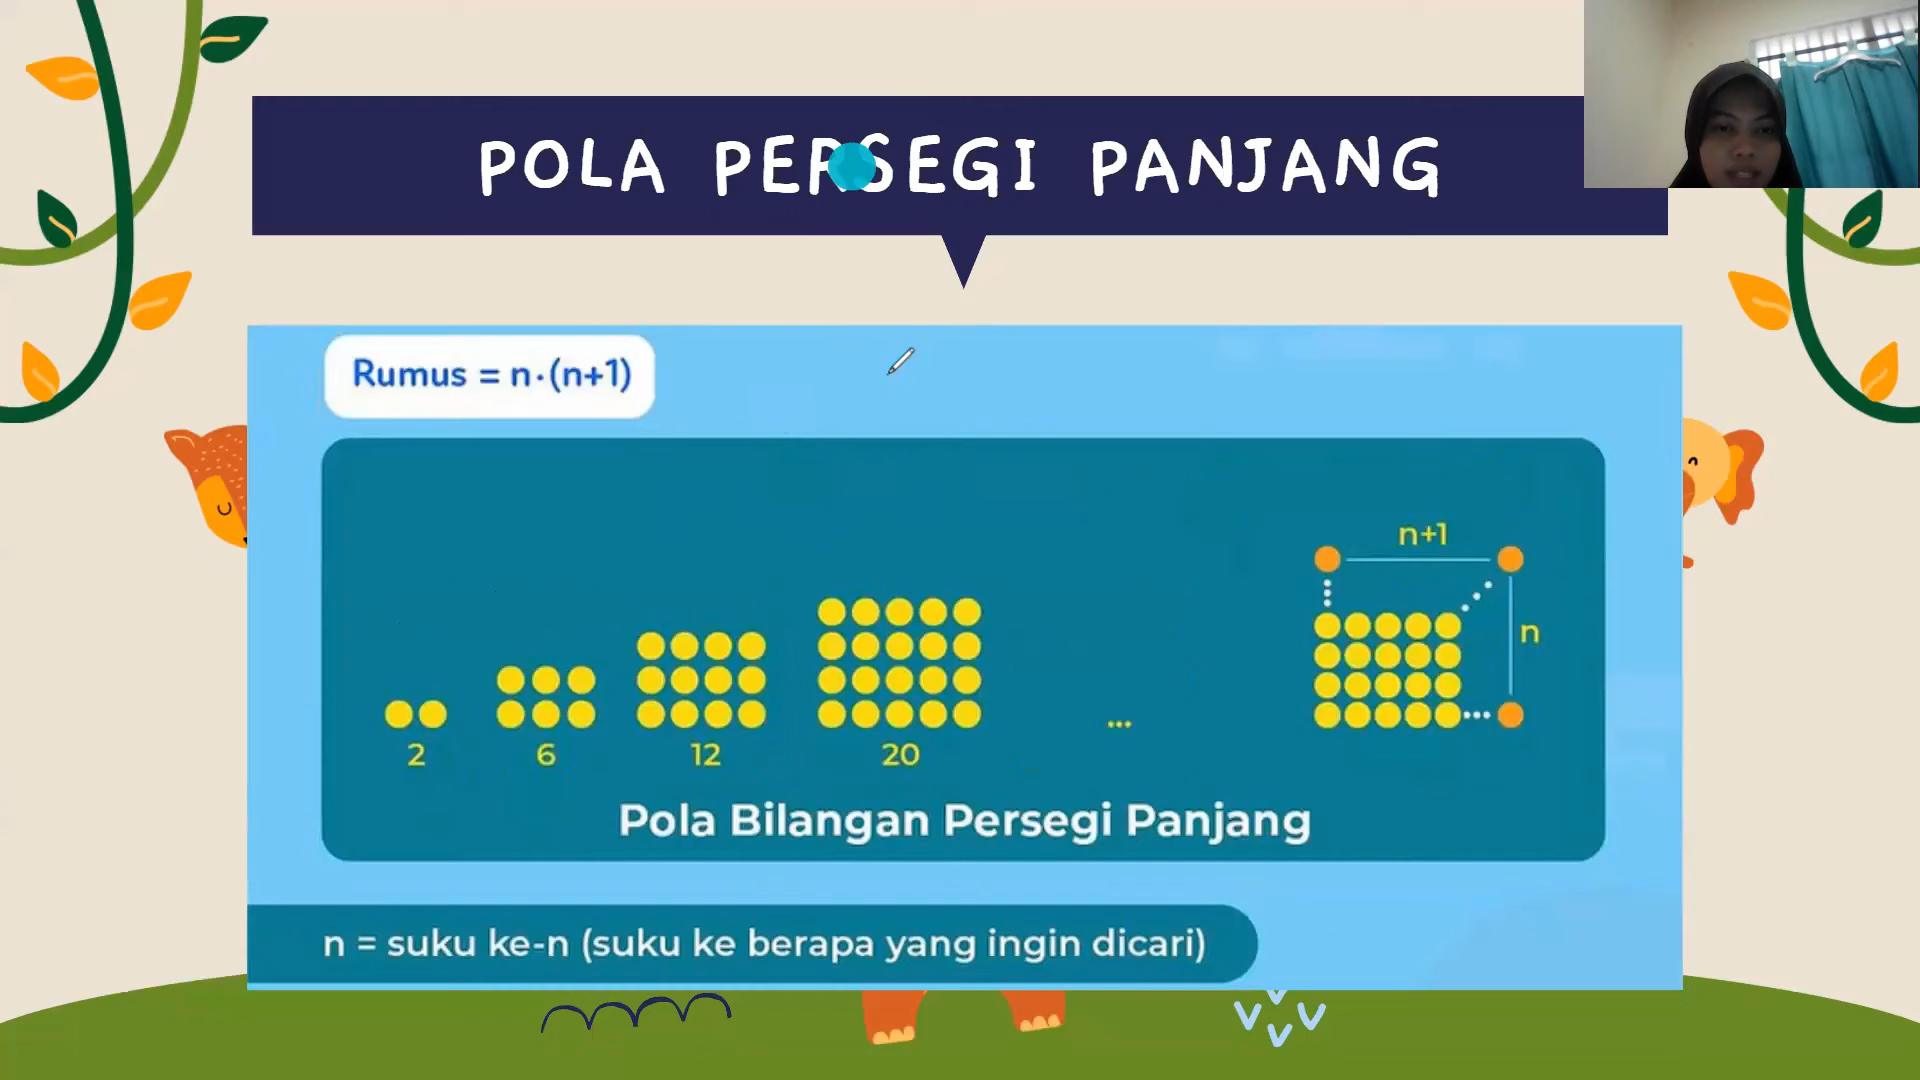 POLA PERSEGI PANJANG
Rumus = n·(n+1)
n+1
n
2 6 12 20 ...
Pola Bilangan Persegi Panjang
n = suku ke-n (suku ke berapa yang ingin dicari)